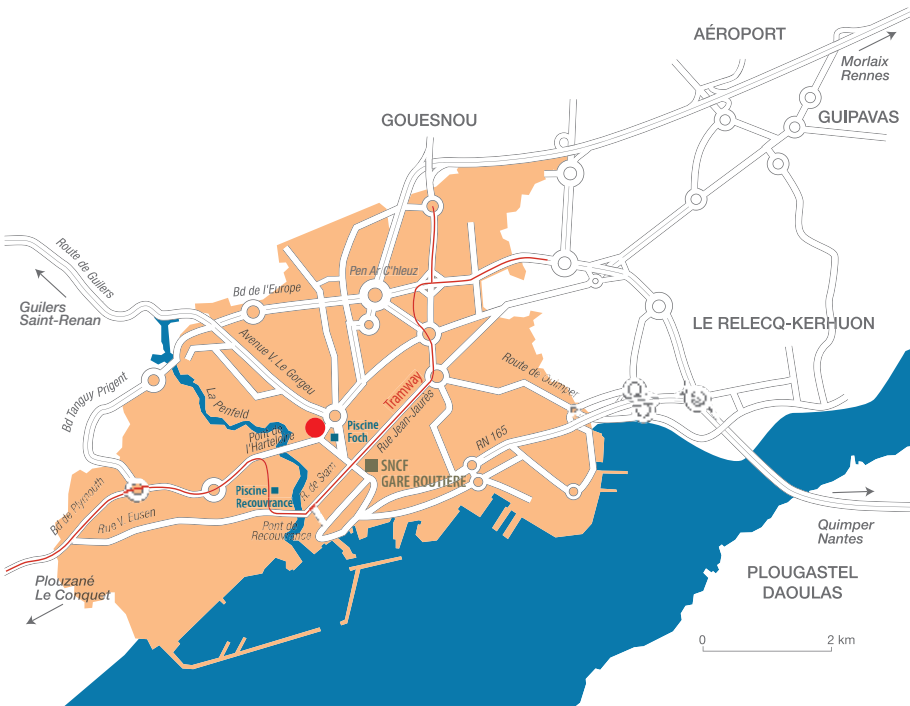 AÉROPORT
Morlaix
Rennes
GOUESNOU
GUIPAVAS
Route de Guilers
Pen Ar C'hleuz
Bd de l'Europe
Guilers
Saint-Renan
LE RELECQ-KERHUON
Avenue V. Le Gorgeu
Route de Quimper
Bd Tanguy Prigent
Tramway
La Penfeld
Rue Jean-Jaurès
Piscine
Foch
Pont de
l'Harteloire
RN 165
SNCF
GARE ROUTIÈRE
R. de Siam
Piscine
Recouvrance
Bd de Plymouth
Rue V. Eusen
Pont de
Recouvrance
Quimper
Nantes
Plouzané
Le Conquet
PLOUGASTEL
DAOULAS
0 2 km